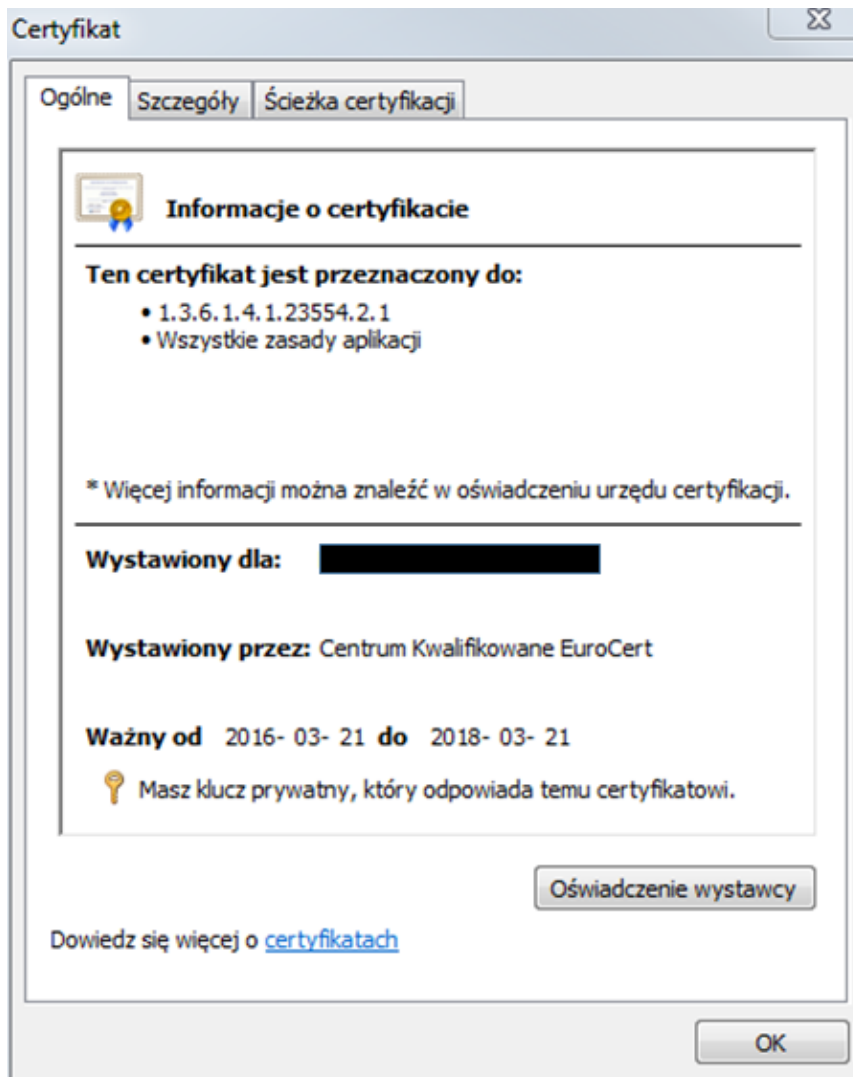 Certyfikat
Ogólne Szczegóły Ścieżka certyfikacji
Informacje o certyfikacie
Ten certyfikat jest przeznaczony do:
• 1.3.6.1.4.1.23554.2.1
• Wszystkie zasady aplikacji
* Więcej informacji można znaleźć w oświadczeniu urzędu certyfikacji.
Wystawiony dla:
Wystawiony przez: Centrum Kwalifikowane EuroCert
Ważny od 2016- 03- 21 do 2018- 03- 21
Masz klucz prywatny, który odpowiada temu certyfikatowi.
Oświadczenie wystawcy
Dowiedz się więcej o certyfikatach
OK